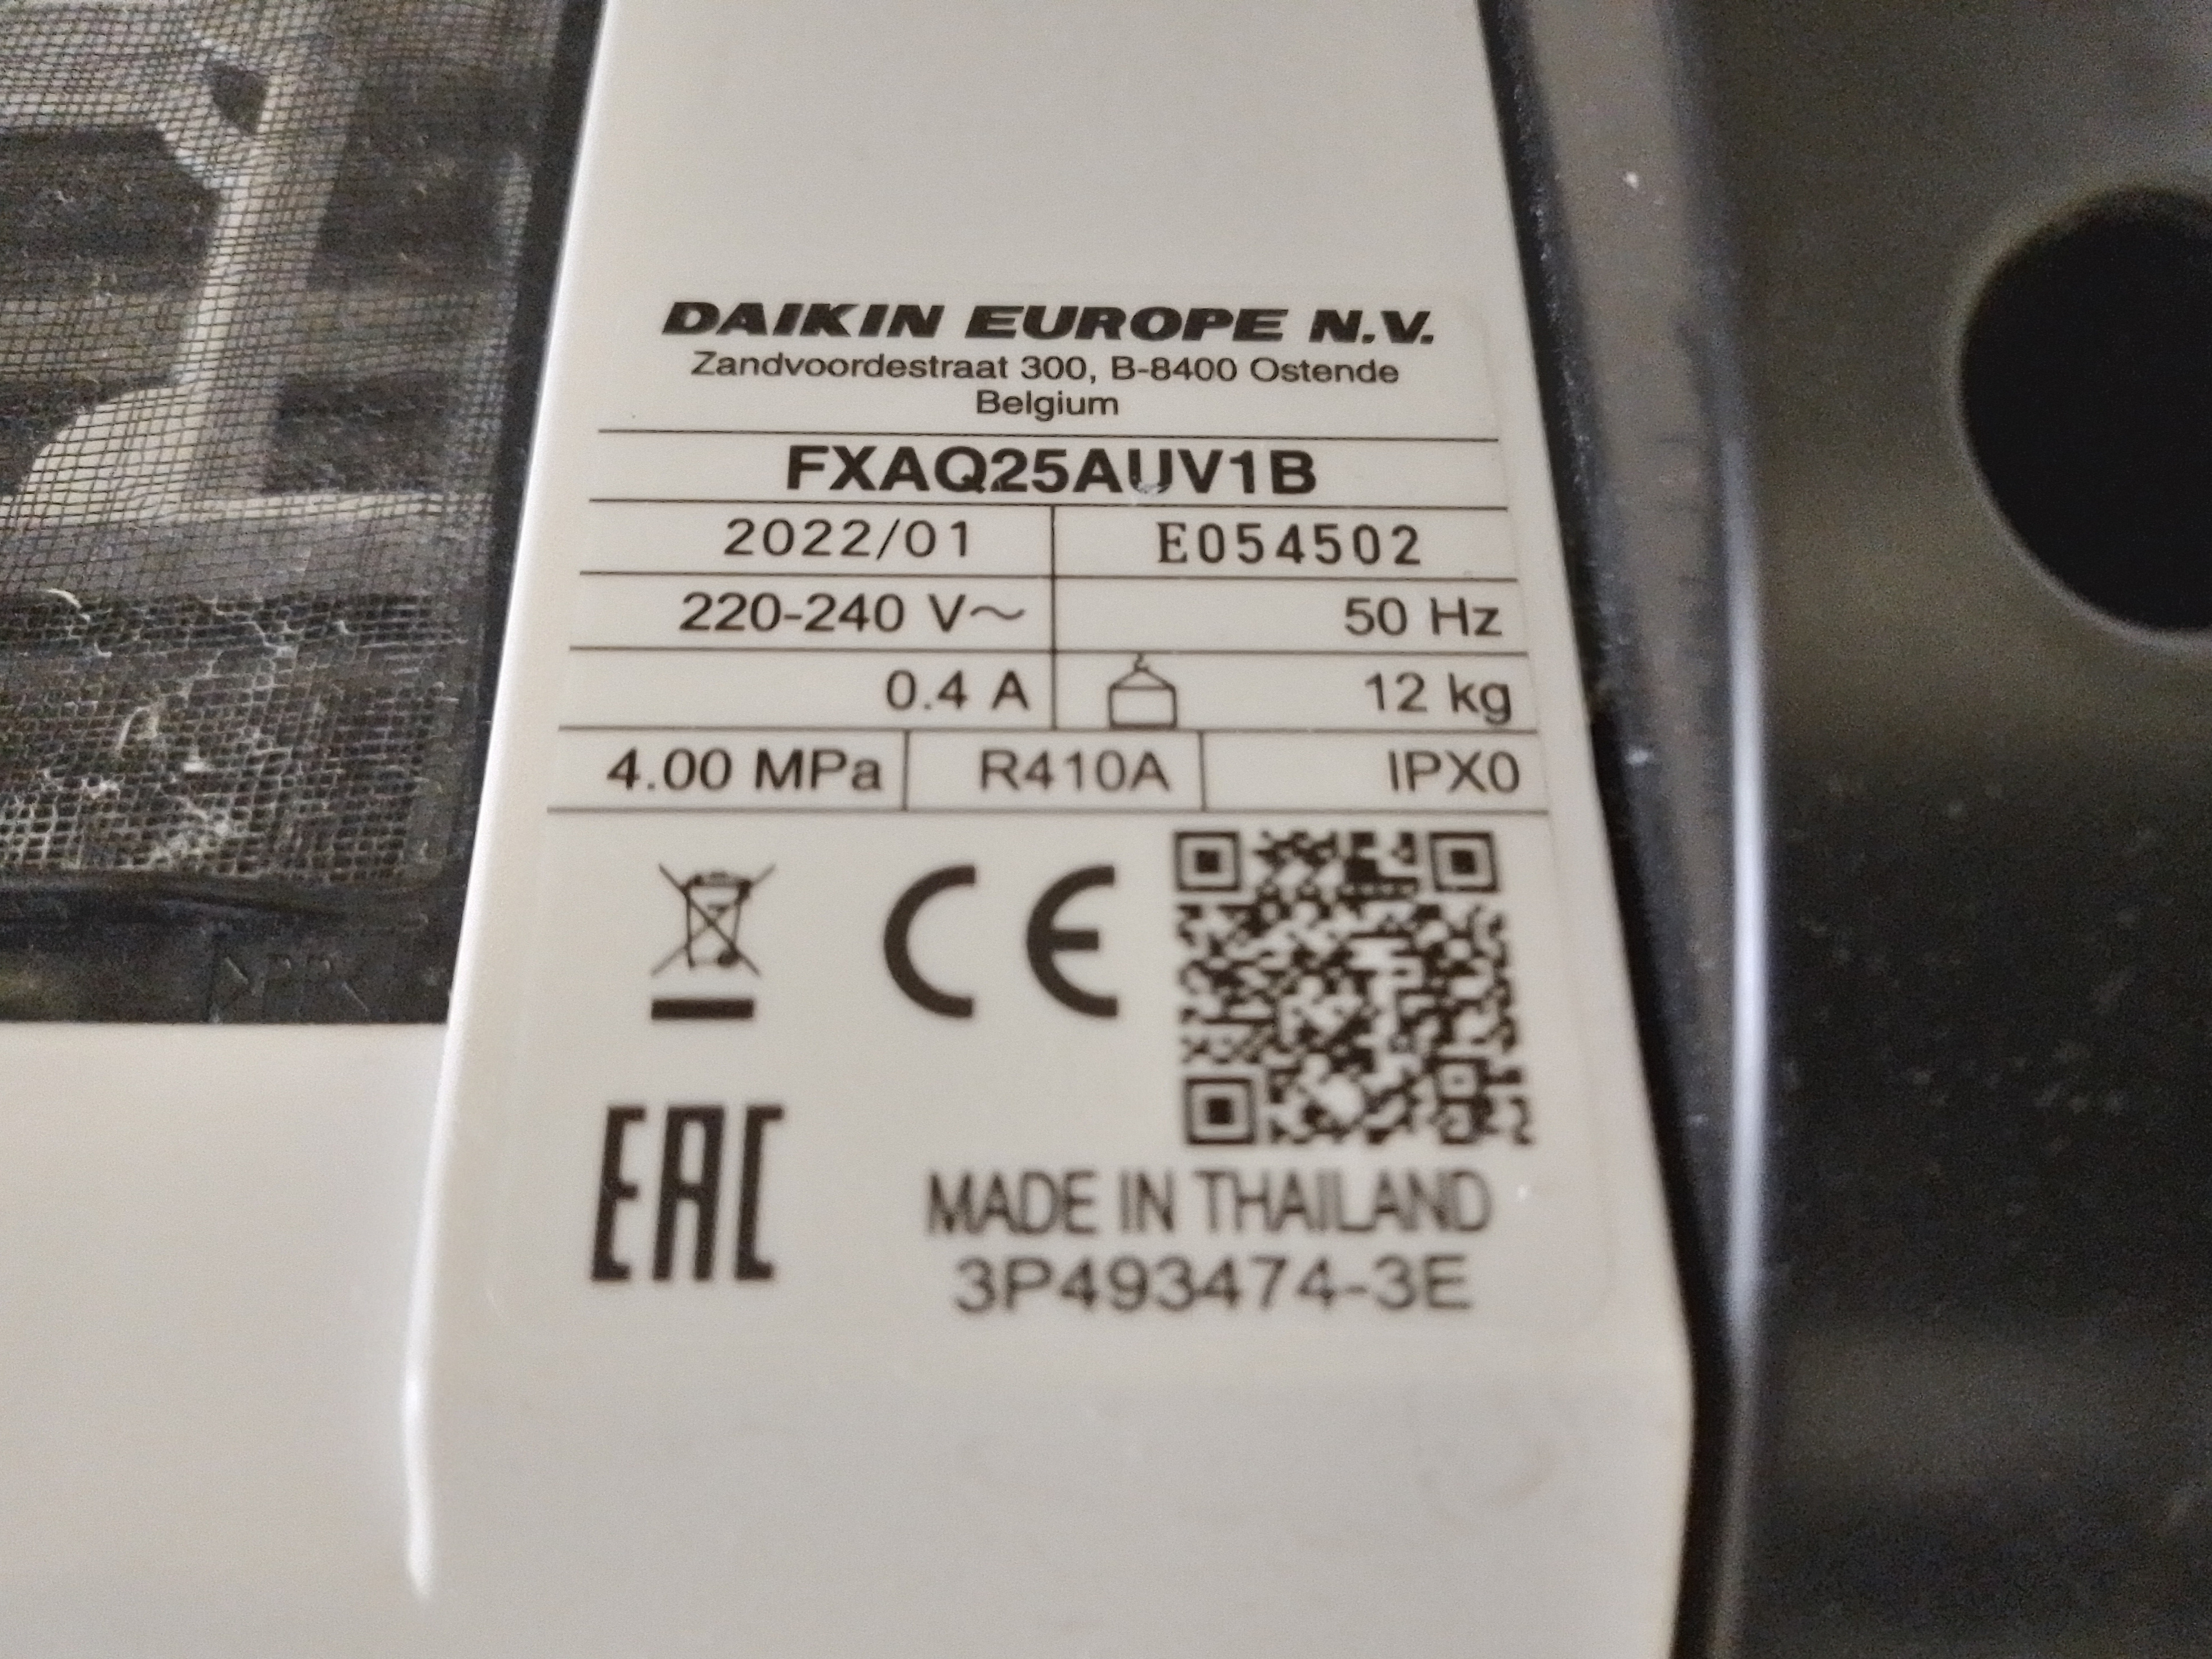 DAIKIN EUROPE N.V.
Zandvoordestraat 300, B-8400 Ostende
Belgium
FXAQ25AUV1B
2022/01 E054502
220-240 V~ 50 Hz
0.4 A 12 kg
4.00 MPa R410A IPX0
CE
EAC
MADE IN THAILAND
3P493474-3E